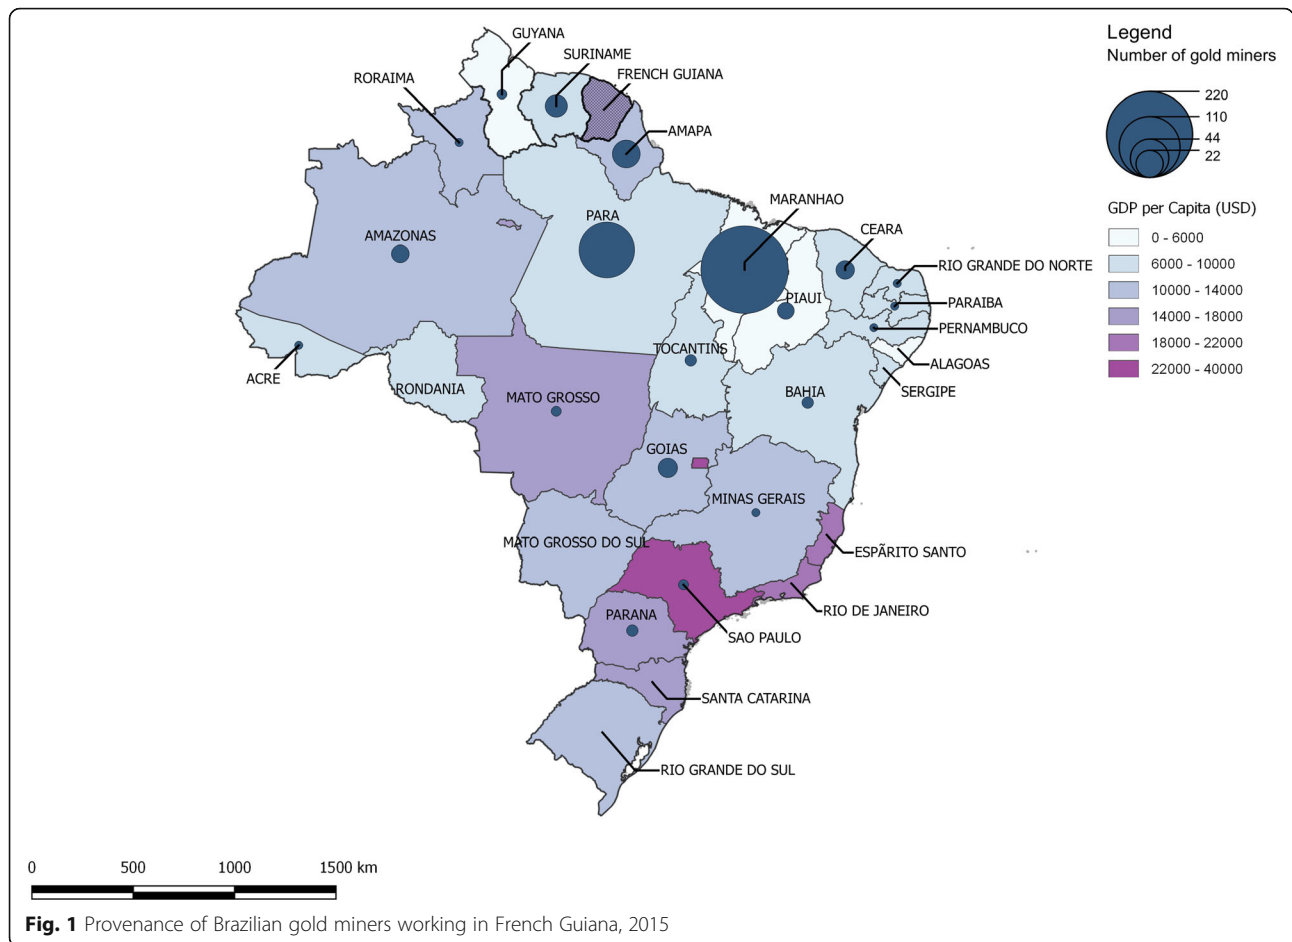 GUYANA
SURINAME
FRENCH GUIANA
RORAIMA
AMAPA
MARANHAO
PARA
CEARA
AMAZONAS
RIO GRANDE DO NORTE
PIAUI
PARAIBA
PERNAMBUCO
TOCANTINS
ALAGOAS
ACRE
RONDANIA
BAHIA
SERGIPE
MATO GROSSO
GOIAS
MINAS GERAIS
MATO GROSSO DO SUL
ESPÃRITO SANTO
RIO DE JANEIRO
PARANA
SAO PAULO
SANTA CATARINA
RIO GRANDE DO SUL
Legend
Number of gold miners
220
110
44
22
GDP per Capita (USD)
0 - 6000
6000 - 10000
10000 - 14000
14000 - 18000
18000 - 22000
22000 - 40000
0 500 1000 1500 km
Fig. 1 Provenance of Brazilian gold miners working in French Guiana, 2015